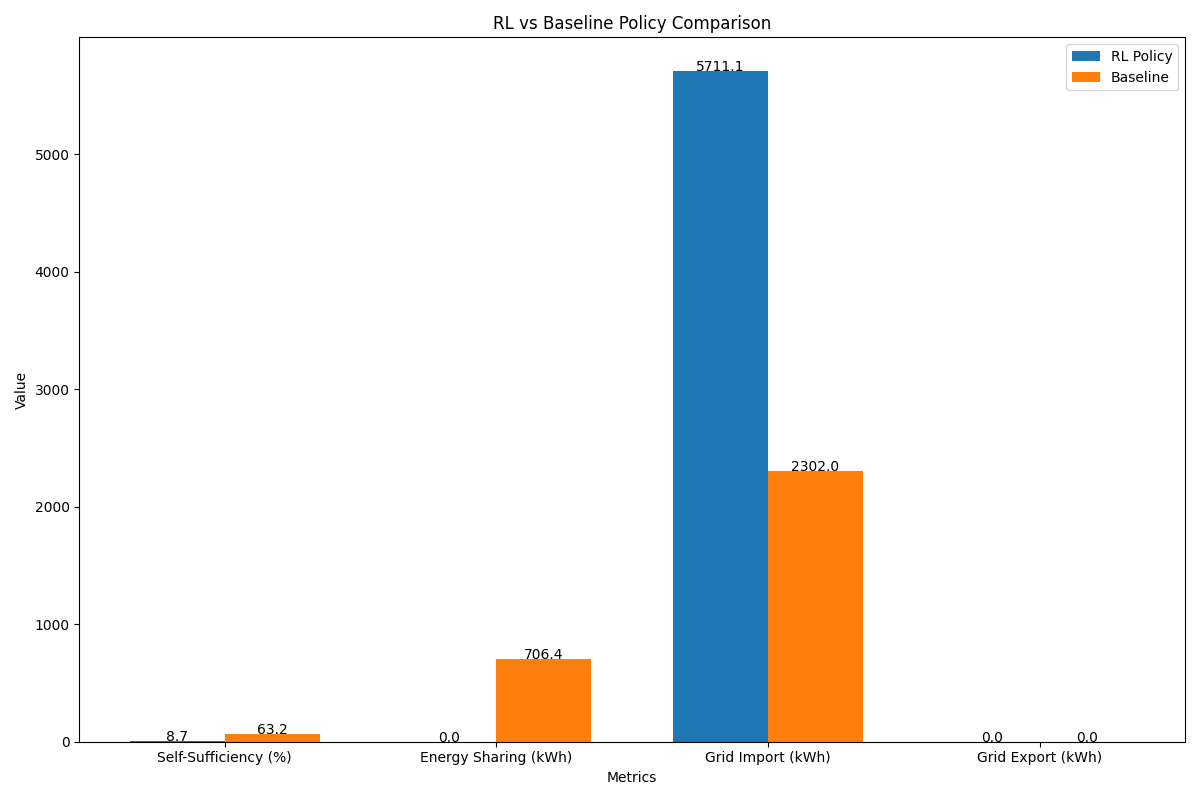 RL vs Baseline Policy Comparison
RL Policy
Baseline
5711.1
5000
4000
3000
2302.0
2000
1000
706.4
63.2
8.7
0.0
0.0
0.0
0
Value
Self-Sufficiency (%)
Energy Sharing (kWh)
Grid Import (kWh)
Grid Export (kWh)
Metrics